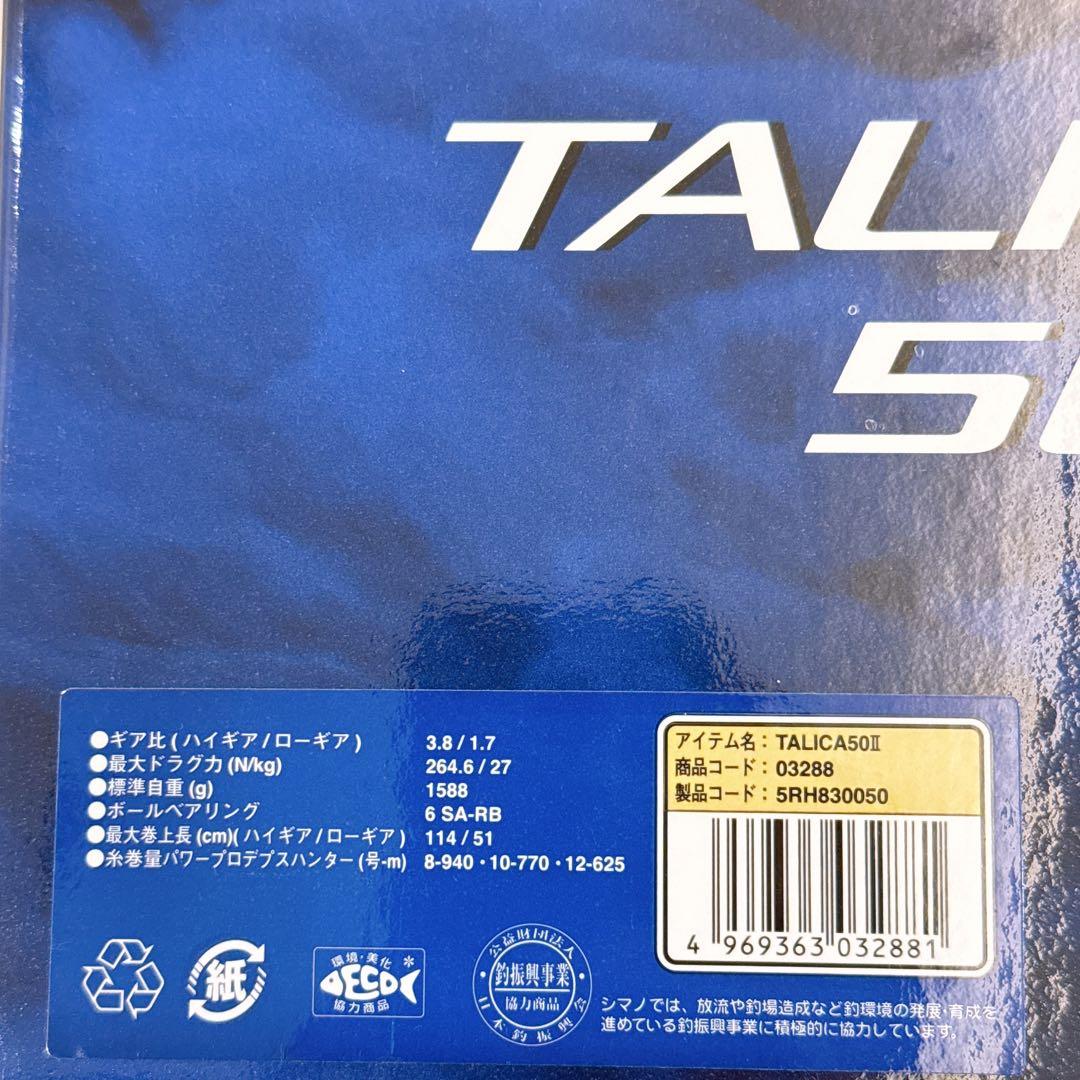 TALI
5
●ギア比 ( ハイギア / ローギア ) 3.8 / 1.7
●最大ドラグ力 (N/kg) 264.6 / 27
●標準自重 (g) 1588
●ボールベアリング 6 SA-RB
●最大巻上長 (cm)( ハイギア / ローギア ) 114 / 51
●糸巻量パワープロデプスハンター (号-m) 8-940・10-770・12-625
アイテム名： TALICA50Ⅱ
商品コード： 03288
製品コード： 5RH830050
4 969363 032881
紙
環境・美化
ECO
協力商品
公益財団法人
釣振興事業
協力商品
日本釣振興会
シマノでは、放流や釣場造成など釣環境の発展・育成を
進めている釣振興事業に積極的に協力しています。